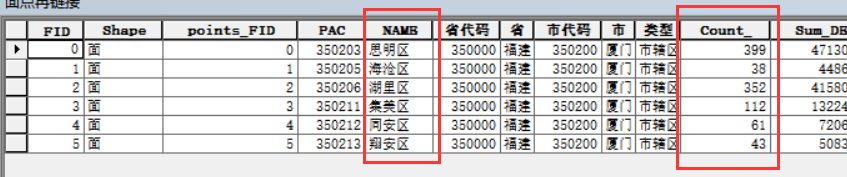 面点再链接
FID Shape points_FID PAC NAME 省代码 省 市代码 市 类型 Count_ Sum_DE
0 面 0 350203 思明区 350000 福建 350200 厦门 市辖区 399 47130
1 面 1 350205 海沧区 350000 福建 350200 厦门 市辖区 38 4486
2 面 2 350206 湖里区 350000 福建 350200 厦门 市辖区 352 41580
3 面 3 350211 集美区 350000 福建 350200 厦门 市辖区 112 13224
4 面 4 350212 同安区 350000 福建 350200 厦门 市辖区 61 7206
5 面 5 350213 翔安区 350000 福建 350200 厦门 市辖区 43 5083